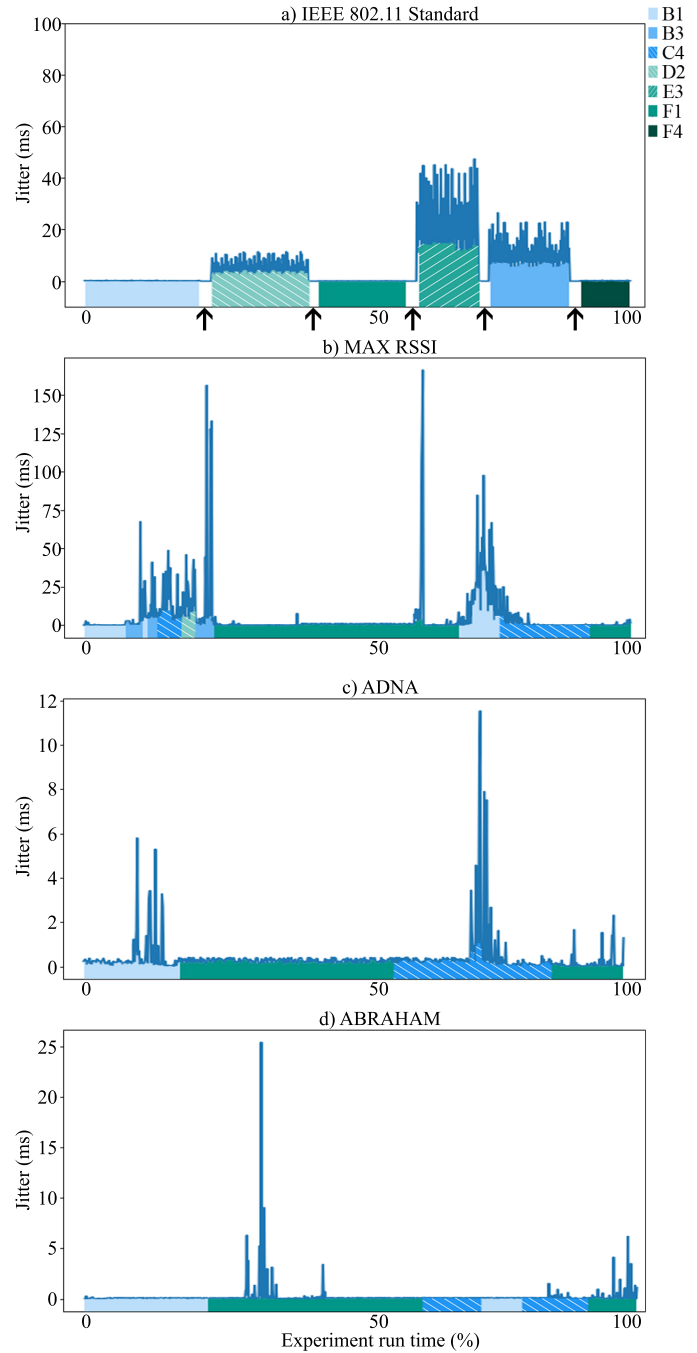 a) IEEE 802.11 Standard
100
80
60
40
20
0
Jitter (ms)
0 50 100
B1
B3
C4
D2
E3
F1
F4
b) MAX RSSI
150
125
100
75
50
25
0
Jitter (ms)
0 50 100
c) ADNA
12
10
8
6
4
2
0
Jitter (ms)
0 50 100
d) ABRAHAM
25
20
15
10
5
0
Jitter (ms)
0 50 100
Experiment run time (%)